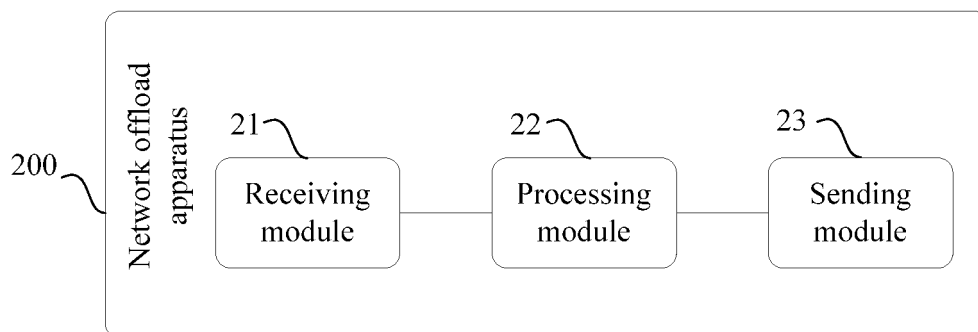 200
Network offload
apparatus
21
Receiving
module
22
Processing
module
23
Sending
module